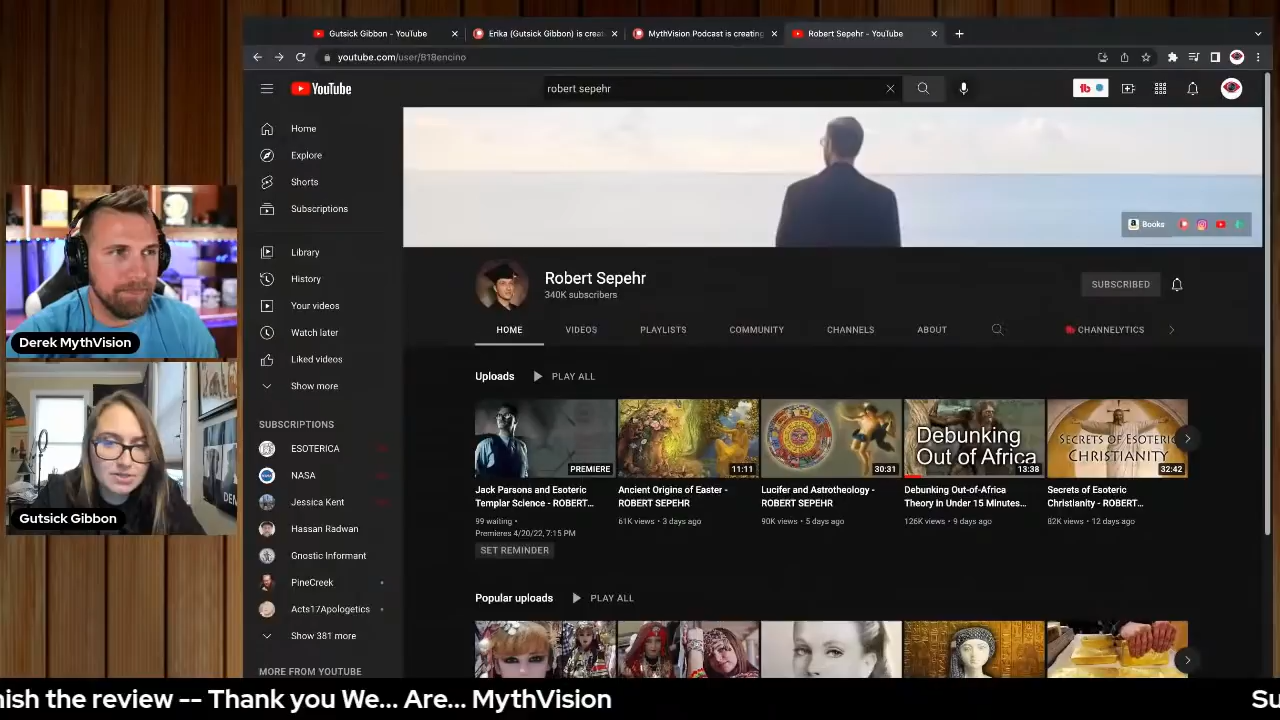 Gutsick Gibbon - YouTube
Erika (Gutsick Gibbon) is creat
MythVision Podcast is creating
Robert Sepehr - YouTube
youtube.com/user/818encino
YouTube
robert sepehr
Home
Explore
Shorts
Subscriptions
Library
History
Your videos
Watch later
Liked videos
Show more
SUBSCRIPTIONS
ESOTERICA
NASA
Jessica Kent
Hassan Radwan
Gnostic Informant
PineCreek
Acts17Apologetics
Show 381 more
MORE FROM YOUTUBE
Books
Robert Sepehr
340K subscribers
SUBSCRIBED
HOME VIDEOS PLAYLISTS COMMUNITY CHANNELS ABOUT CHANNELYTICS
Uploads PLAY ALL
PREMIERE
Jack Parsons and Esoteric
Templar Science - ROBERT...
99 waiting •
Premieres 4/20/22, 7:15 PM
SET REMINDER
11:11
Ancient Origins of Easter -
ROBERT SEPEHR
61K views • 3 days ago
30:31
Lucifer and Astrotheology -
ROBERT SEPEHR
90K views • 5 days ago
Debunking
Out of Africa
13:38
Debunking Out-of-Africa
Theory in Under 15 Minutes...
126K views • 9 days ago
SECRETS OF ESOTERIC
CHRISTIANITY
32:42
Secrets of Esoteric
Christianity - ROBERT...
82K views • 12 days ago
Popular uploads PLAY ALL
Derek MythVision
Gutsick Gibbon
nish the review -- Thank you We... Are... MythVision
Su